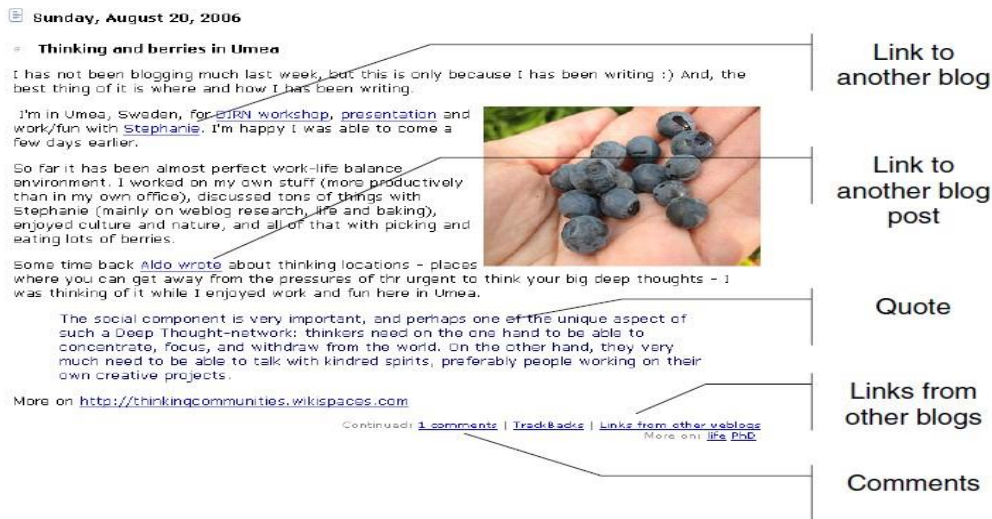 Sunday, August 20, 2006
# Thinking and berries in Umea
I has not been blogging much last week, but this is only because I has been writing :) And, the
best thing of it is where and how I has been writing.
I'm in Umea, Sweden, for DIRN workshop, presentation and
work/fun with Stephanie. I'm happy I was able to come a
few days earlier.
So far it has been almost perfect work-life balance
environment. I worked on my own stuff (more productively
than in my own office), discussed tons of things with
Stephanie (mainly on weblog research, life and baking),
enjoyed culture and nature, and all of that with picking and
eating lots of berries.
Some time back Aldo wrote about thinking locations - places
where you can get away from the pressures of thr urgent to think your big deep thoughts - I
was thinking of it while I enjoyed work and fun here in Umea.
The social component is very important, and perhaps one of the unique aspect of
such a Deep Thought-network: thinkers need on the one hand to be able to
concentrate, focus, and withdraw from the world. On the other hand, they very
much need to be able to talk with kindred spirits, preferably people working on their
own creative projects.
More on http://thinkingcommunities.wikispaces.com
Continued: 1 comments | TrackBacks | Links from other weblogs
More on: life PhD
Link to
another blog
Link to
another blog
post
Quote
Links from
other blogs
Comments